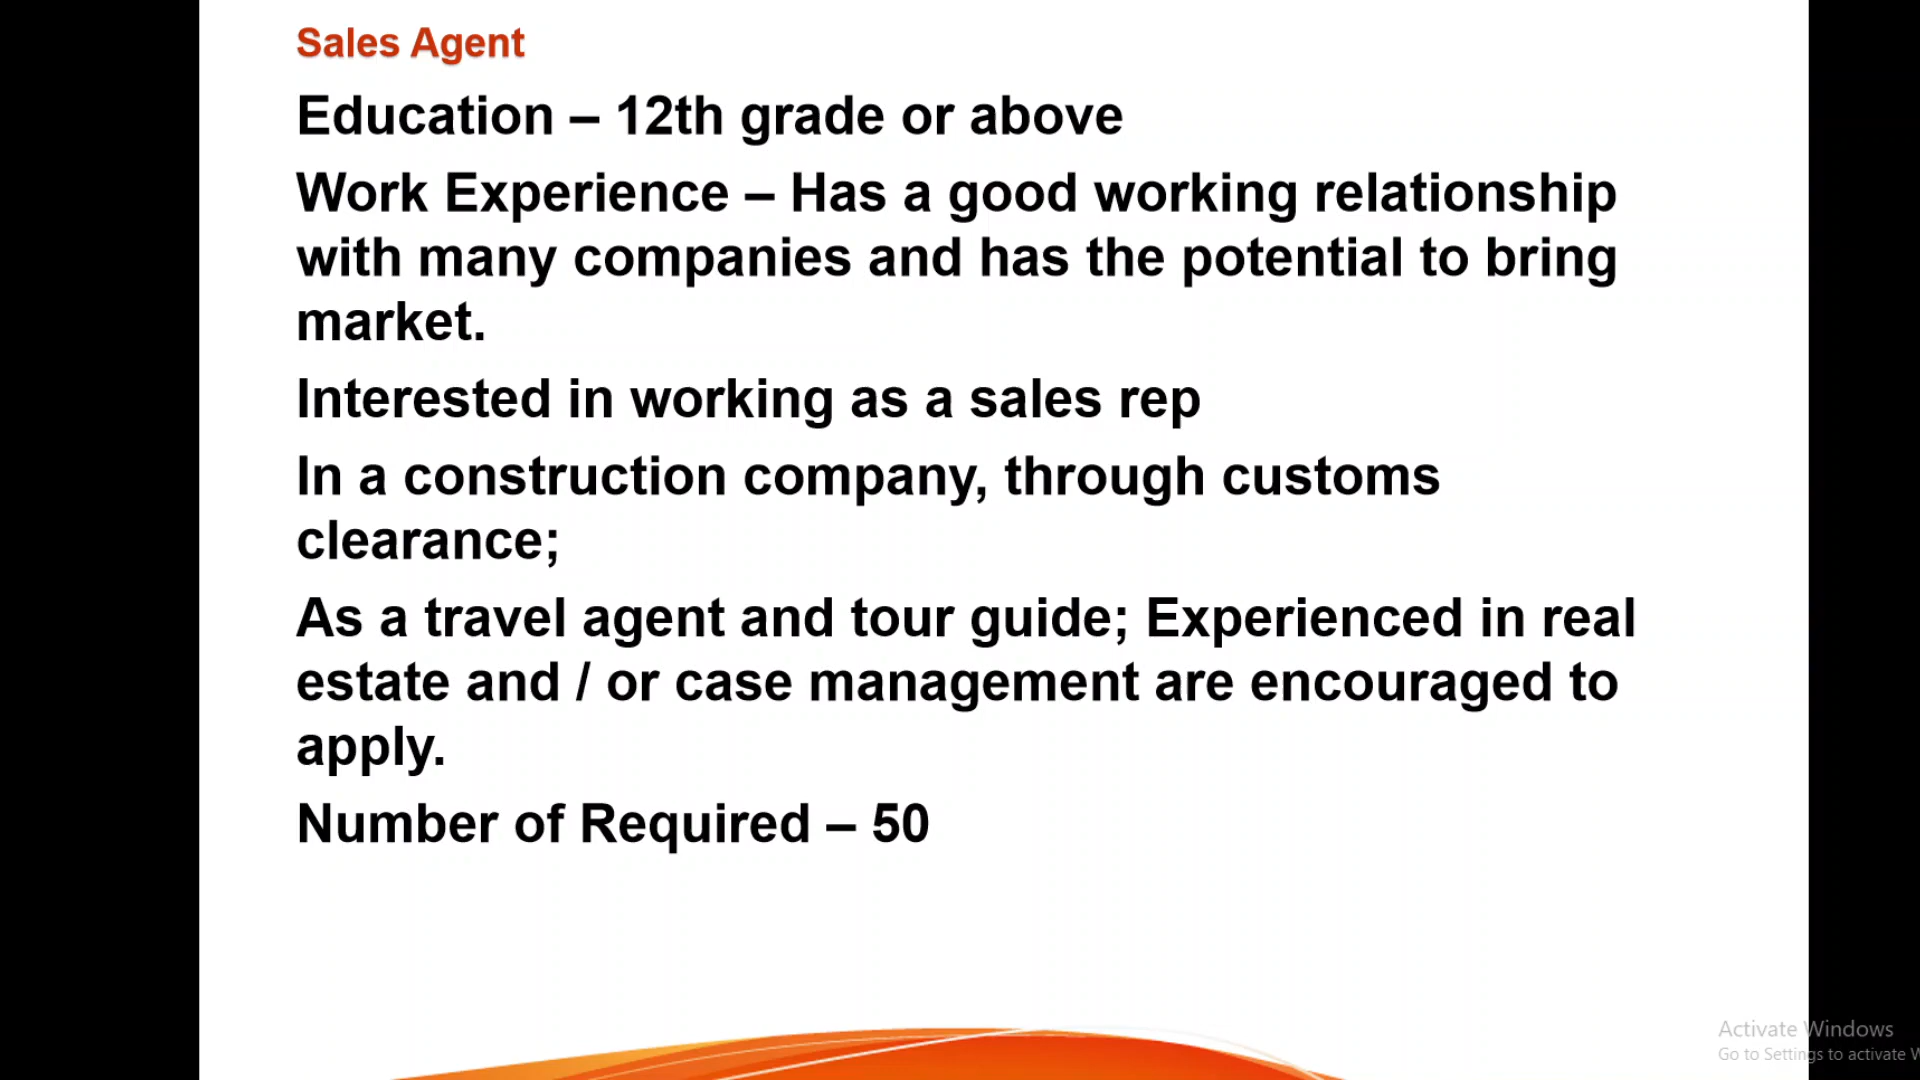 Sales Agent
Education – 12th grade or above
Work Experience – Has a good working relationship
with many companies and has the potential to bring
market.
Interested in working as a sales rep
In a construction company, through customs
clearance;
As a travel agent and tour guide; Experienced in real
estate and / or case management are encouraged to
apply.
Number of Required – 50
Activate Windows
Go to Settings to activate W